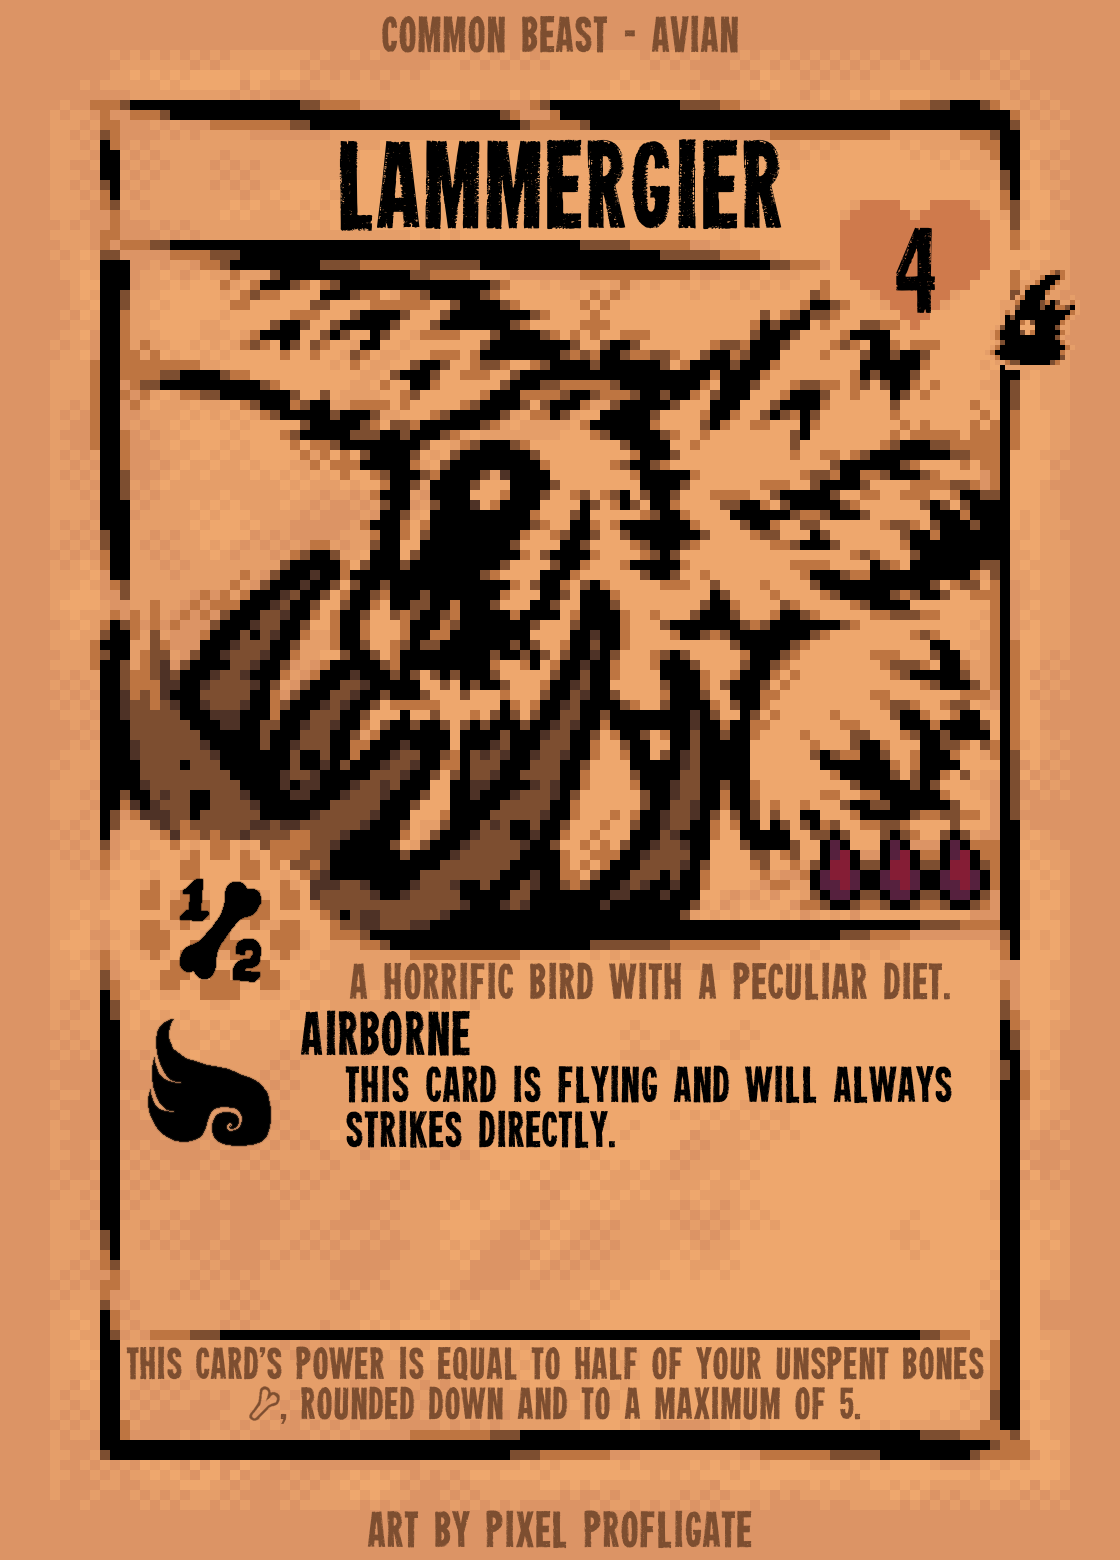 COMMON BEAST - AVIAN
LAMMERGIER
4
1
2
A HORRIFIC BIRD WITH A PECULIAR DIET.
AIRBORNE
THIS CARD IS FLYING AND WILL ALWAYS
STRIKES DIRECTLY.
THIS CARD'S POWER IS EQUAL TO HALF OF YOUR UNSPENT BONES
, ROUNDED DOWN AND TO A MAXIMUM OF 5.
ART BY PIXEL PROFLIGATE